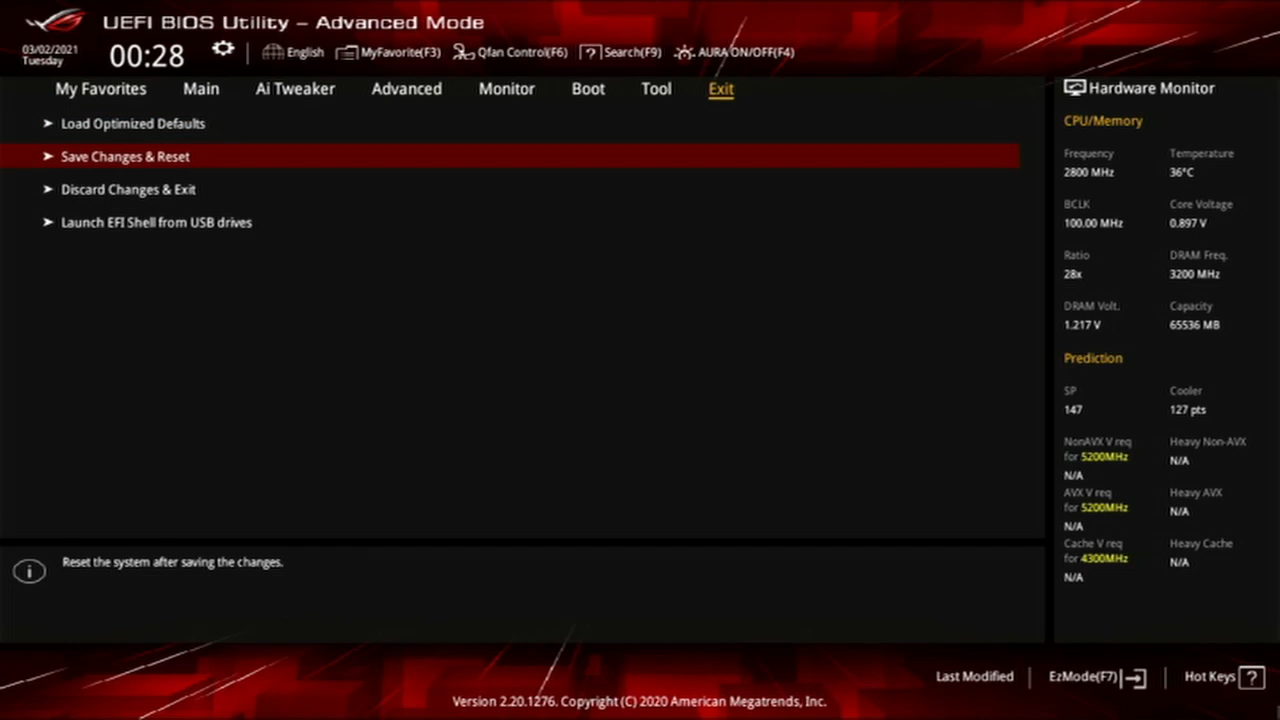 UEFI BIOS Utility – Advanced Mode
03/02/2021
Tuesday
00:28
English
MyFavorite(F3)
Qfan Control(F6)
? Search(F9)
AURA ON/OFF(F4)
My Favorites
Main
Ai Tweaker
Advanced
Monitor
Boot
Tool
Exit
Load Optimized Defaults
Save Changes & Reset
Discard Changes & Exit
Launch EFI Shell from USB drives
i
Reset the system after saving the changes.
Hardware Monitor
CPU/Memory
Frequency Temperature
2800 MHz 36°C
BCLK Core Voltage
100.00 MHz 0.897 V
Ratio DRAM Freq.
28x 3200 MHz
DRAM Volt. Capacity
1.217 V 65536 MB
Prediction
SP Cooler
147 127 pts
NonAVX V req Heavy Non-AVX
for 5200MHz N/A
N/A
AVX V req Heavy AVX
for 5200MHz N/A
N/A
Cache V req Heavy Cache
for 4300MHz N/A
N/A
Last Modified
EzMode(F7)
Hot Keys ?
Version 2.20.1276. Copyright (C) 2020 American Megatrends, Inc.